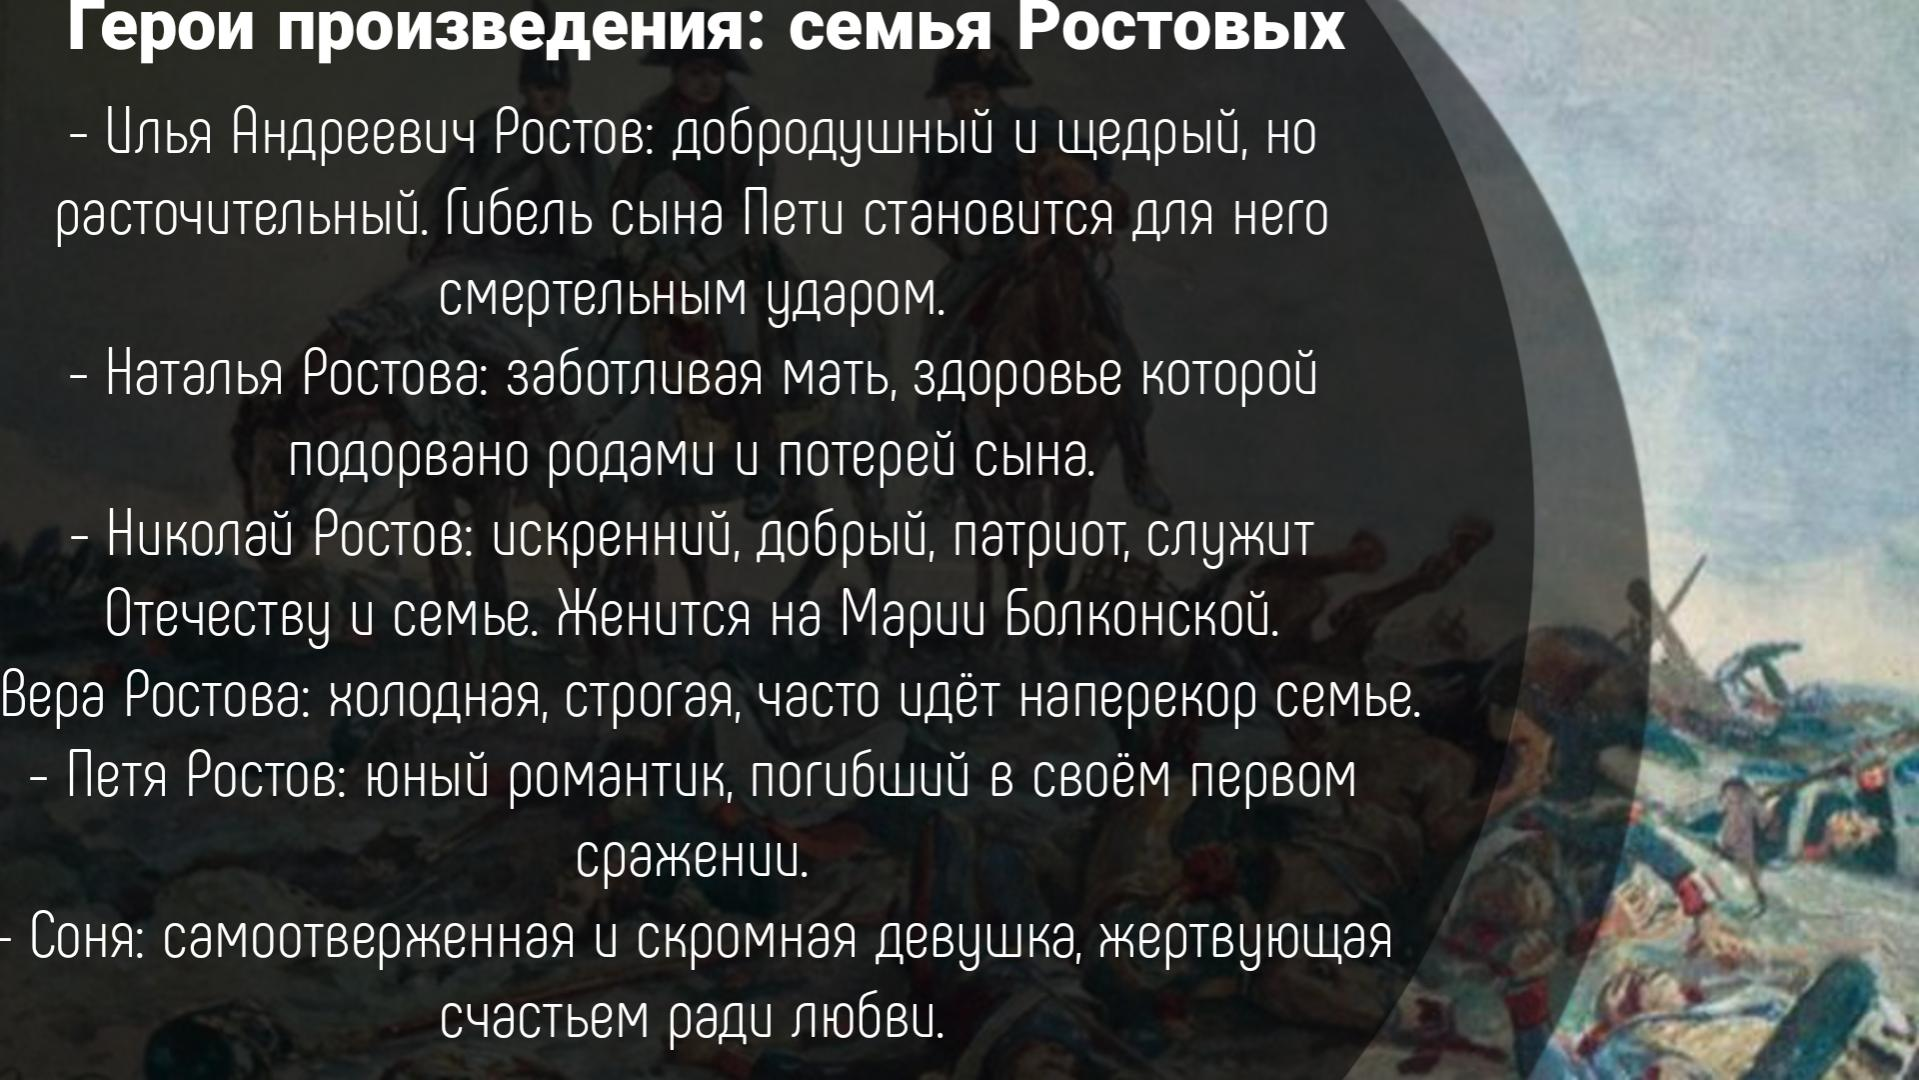 Герои произведения: семья Ростовых
- Илья Андреевич Ростов: добродушный и щедрый, но
расточительный. Гибель сына Пети становится для него
смертельным ударом.
- Наталья Ростова: заботливая мать, здоровье которой
подорвано родами и потерей сына.
- Николай Ростов: искренний, добрый, патриот, служит
Отечеству и семье. Женится на Марии Болконской.
Вера Ростова: холодная, строгая, часто идёт наперекор семье.
- Петя Ростов: юный романтик, погибший в своём первом
сражении.
- Соня: самоотверженная и скромная девушка, жертвующая
счастьем ради любви.